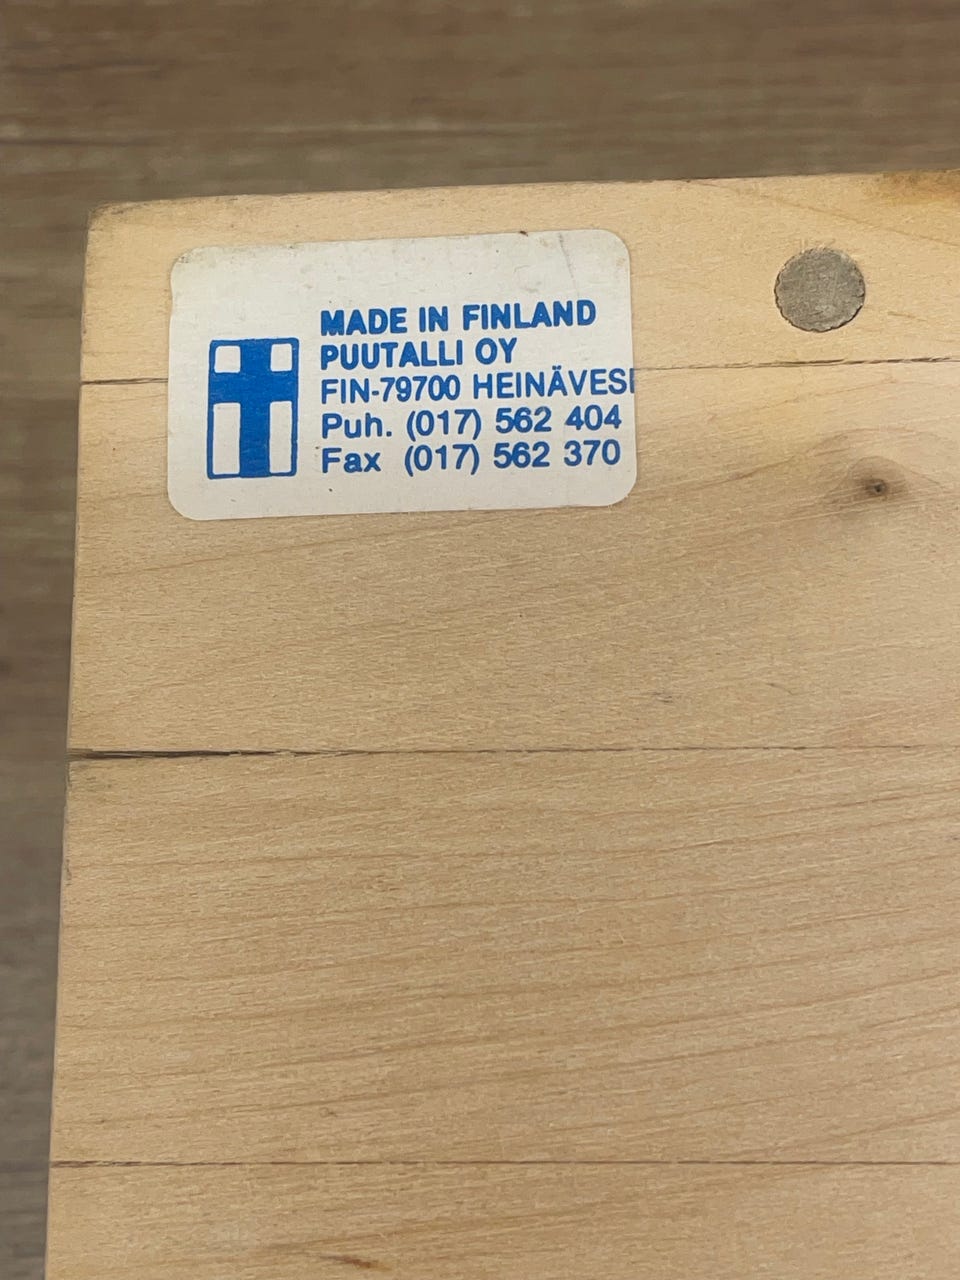 MADE IN FINLAND
PUUTALLI OY
FIN-79700 HEINÄVESI
Puh. (017) 562 404
Fax (017) 562 370